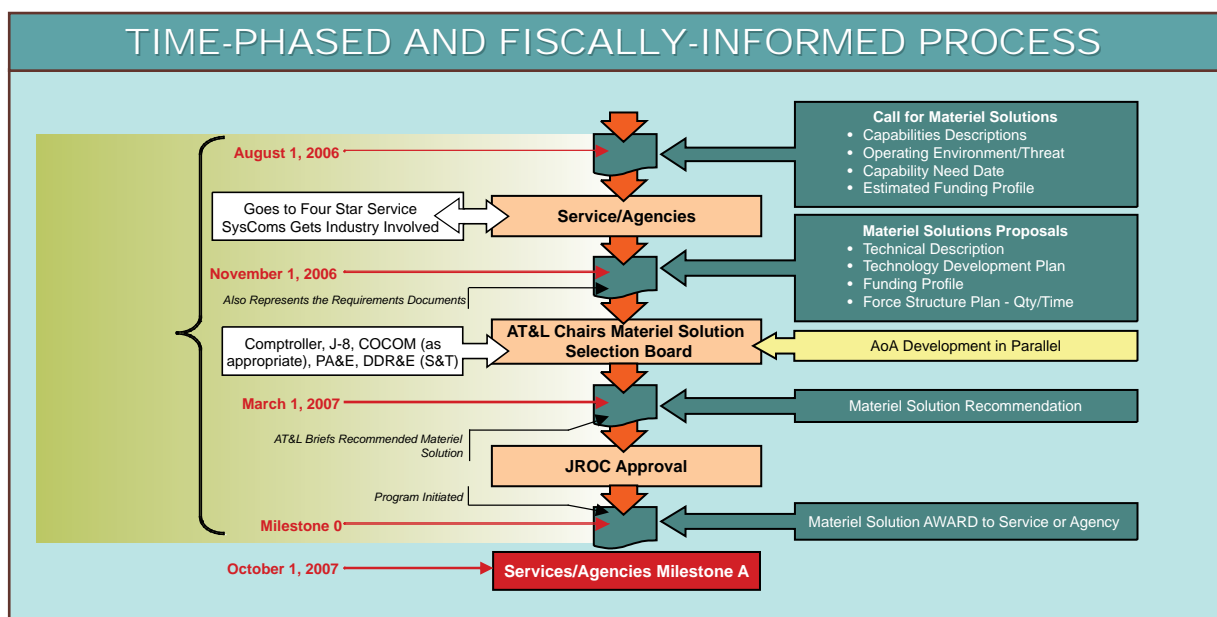 TIME-PHASED AND FISCALLY-INFORMED PROCESS
Call for Materiel Solutions
• Capabilities Descriptions
• Operating Environment/Threat
• Capability Need Date
• Estimated Funding Profile
August 1, 2006
Goes to Four Star Service
SysComs Gets Industry Involved
Service/Agencies
Materiel Solutions Proposals
• Technical Description
• Technology Development Plan
• Funding Profile
• Force Structure Plan - Qty/Time
November 1, 2006
Also Represents the Requirements Documents
Comptroller, J-8, COCOM (as
appropriate), PA&E, DDR&E (S&T)
AT&L Chairs Materiel Solution
Selection Board
AoA Development in Parallel
March 1, 2007
Materiel Solution Recommendation
AT&L Briefs Recommended Materiel
Solution
JROC Approval
Program Initiated
Milestone 0
Materiel Solution AWARD to Service or Agency
October 1, 2007
Services/Agencies Milestone A